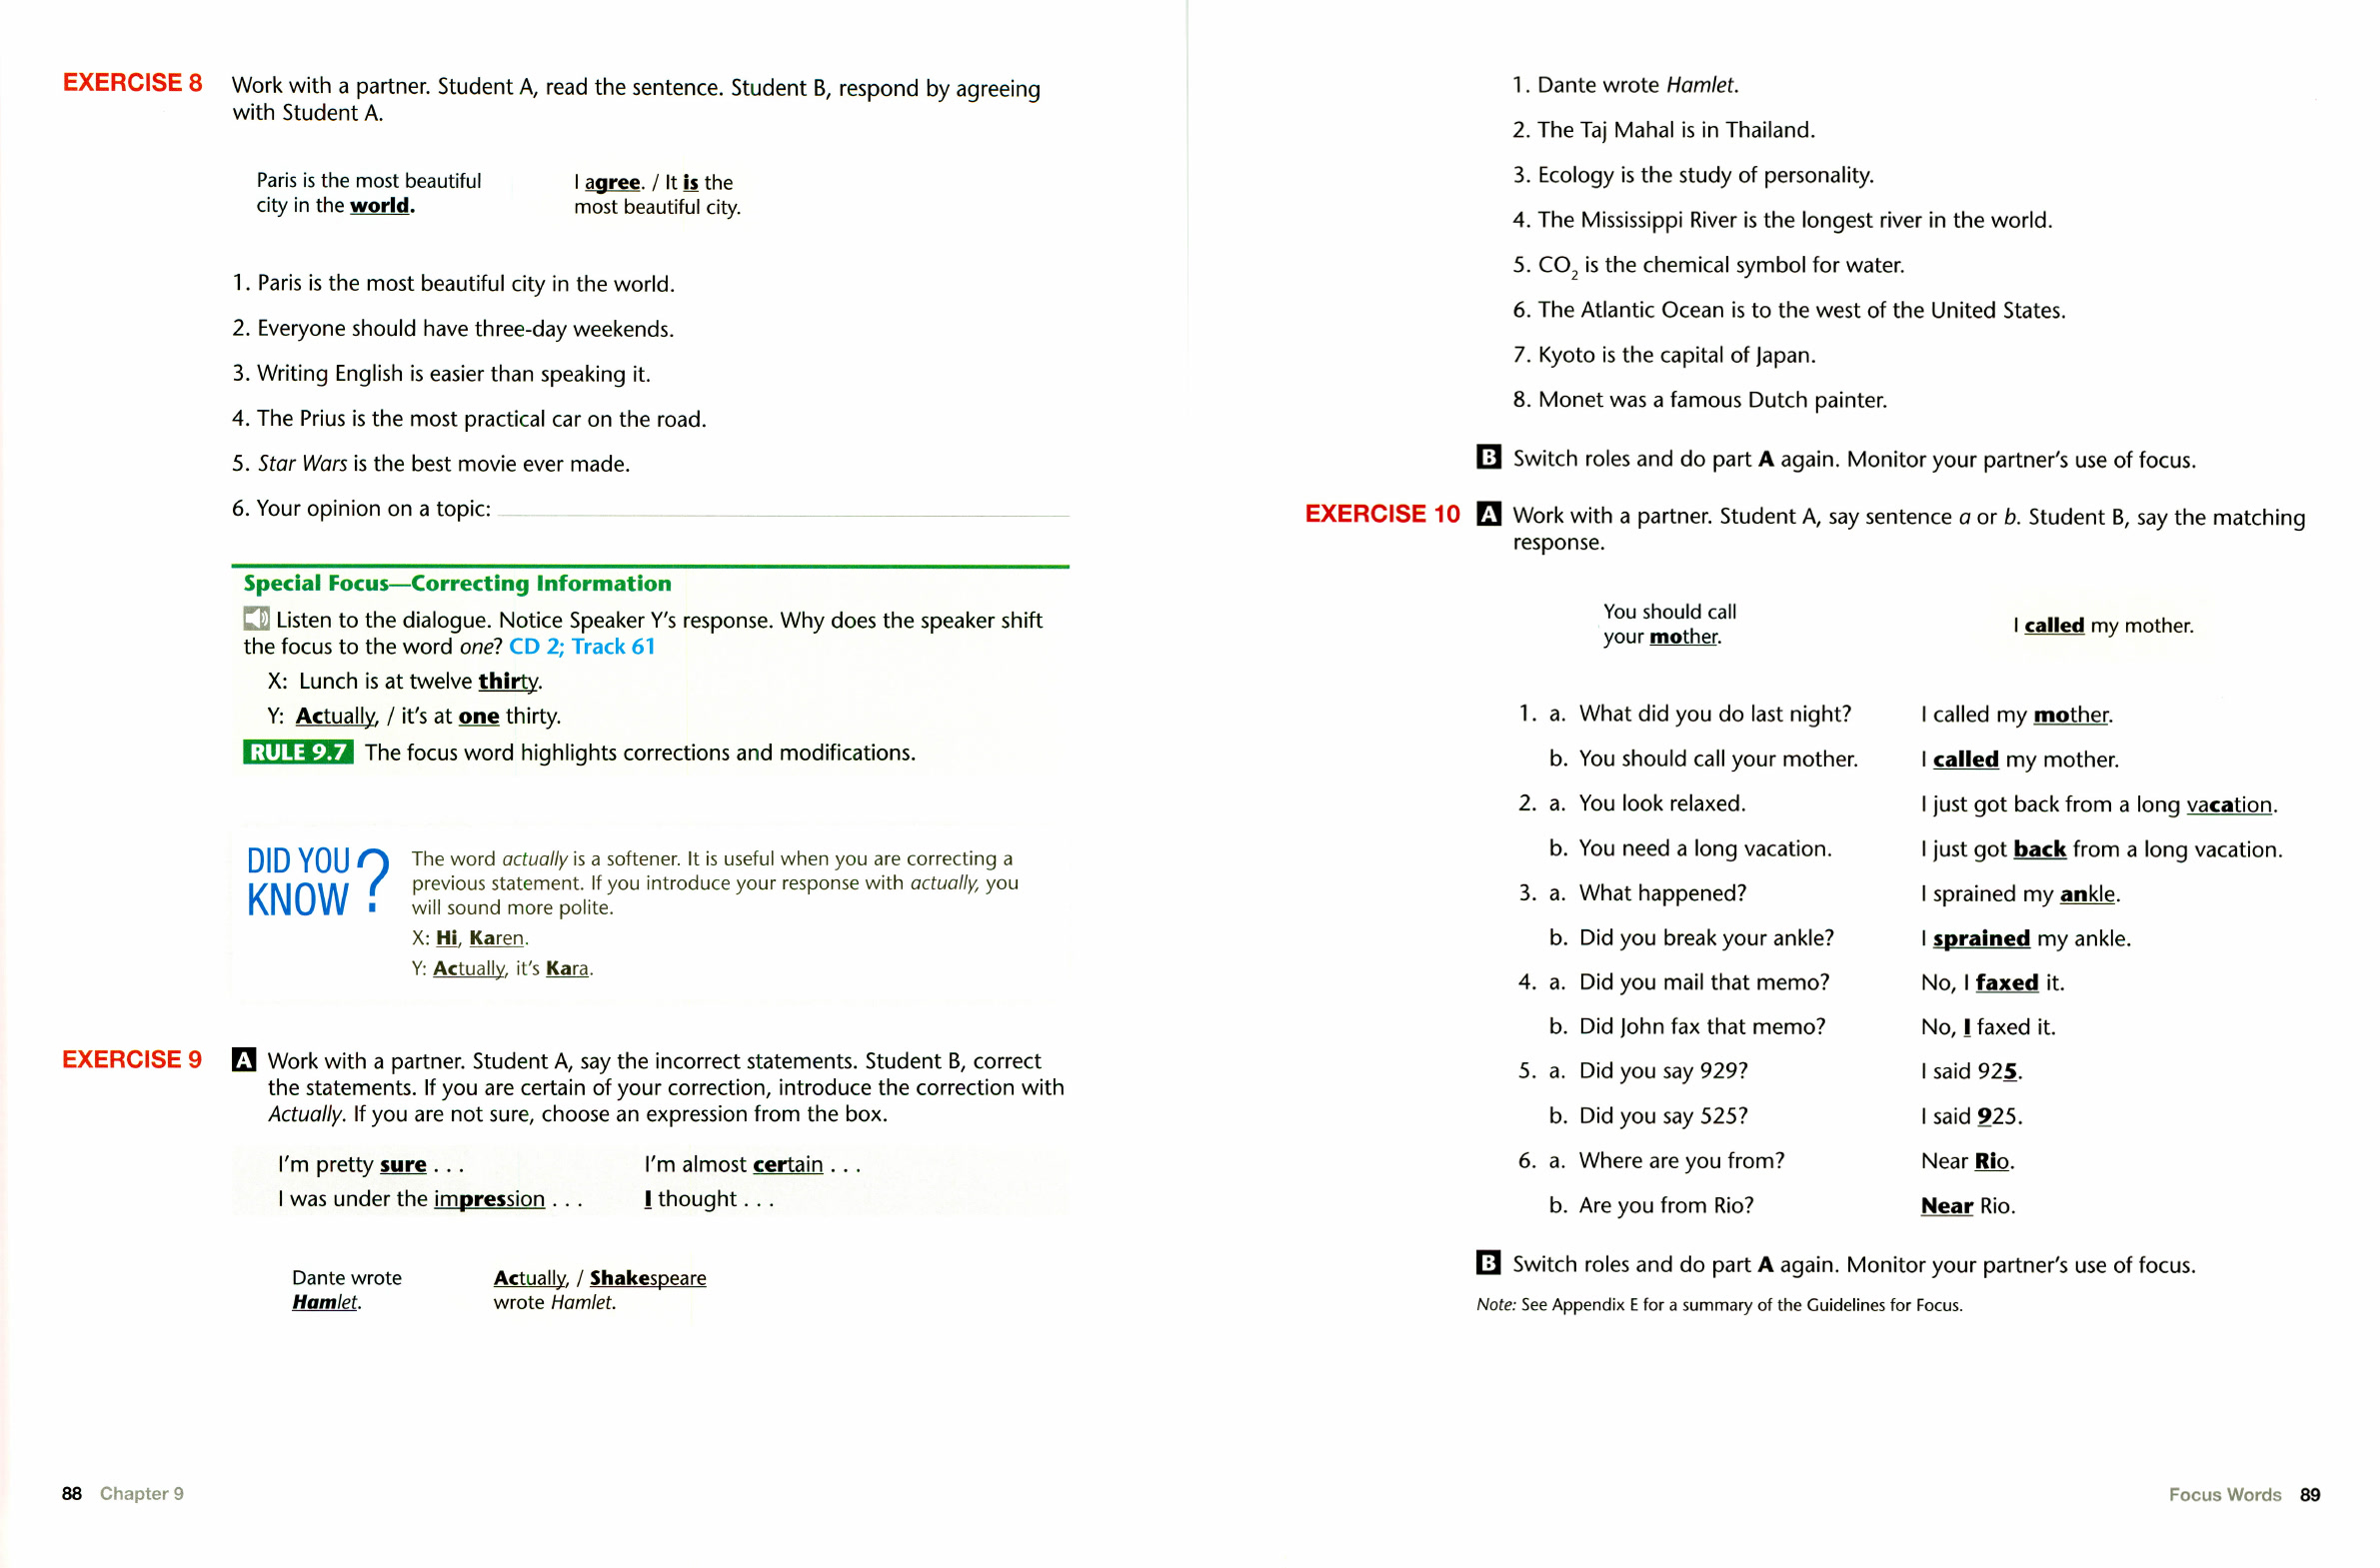 EXERCISE 8 Work with a partner. Student A, read the sentence. Student B, respond by agreeing
with Student A.
Paris is the most beautiful
city in the world.
I agree. / It is the
most beautiful city.
1. Paris is the most beautiful city in the world.
2. Everyone should have three-day weekends.
3. Writing English is easier than speaking it.
4. The Prius is the most practical car on the road.
5. Star Wars is the best movie ever made.
6. Your opinion on a topic:
Special Focus—Correcting Information
Listen to the dialogue. Notice Speaker Y's response. Why does the speaker shift
the focus to the word one? CD 2; Track 61
X: Lunch is at twelve thirty.
Y: Actually, / it's at one thirty.
RULE 9.7 The focus word highlights corrections and modifications.
DID YOU
KNOW ?
The word actually is a softener. It is useful when you are correcting a
previous statement. If you introduce your response with actually, you
will sound more polite.
X: Hi, Karen.
Y: Actually, it's Kara.
EXERCISE 9 A Work with a partner. Student A, say the incorrect statements. Student B, correct
the statements. If you are certain of your correction, introduce the correction with
Actually. If you are not sure, choose an expression from the box.
I'm pretty sure . . . I'm almost certain . . .
I was under the impression . . . I thought . . .
Dante wrote
Hamlet.
Actually, / Shakespeare
wrote Hamlet.
88 Chapter 9
1. Dante wrote Hamlet.
2. The Taj Mahal is in Thailand.
3. Ecology is the study of personality.
4. The Mississippi River is the longest river in the world.
5. CO₂ is the chemical symbol for water.
6. The Atlantic Ocean is to the west of the United States.
7. Kyoto is the capital of Japan.
8. Monet was a famous Dutch painter.
B Switch roles and do part A again. Monitor your partner's use of focus.
EXERCISE 10 A Work with a partner. Student A, say sentence a or b. Student B, say the matching
response.
You should call
your mother.
I called my mother.
1. a. What did you do last night? I called my mother.
b. You should call your mother. I called my mother.
2. a. You look relaxed. I just got back from a long vacation.
b. You need a long vacation. I just got back from a long vacation.
3. a. What happened? I sprained my ankle.
b. Did you break your ankle? I sprained my ankle.
4. a. Did you mail that memo? No, I faxed it.
b. Did John fax that memo? No, I faxed it.
5. a. Did you say 929? I said 925.
b. Did you say 525? I said 925.
6. a. Where are you from? Near Rio.
b. Are you from Rio? Near Rio.
B Switch roles and do part A again. Monitor your partner's use of focus.
Note: See Appendix E for a summary of the Guidelines for Focus.
Focus Words 89